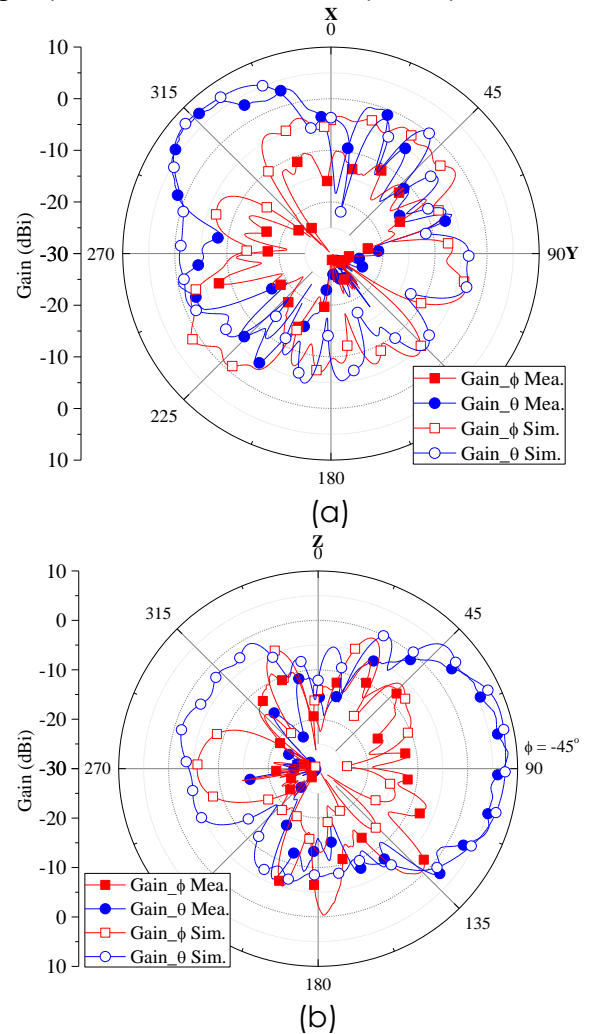 X
0
45
90Y
180
225
270
315
10
0
-10
-20
-30
-20
-10
0
10
Gain (dBi)
Gain_ϕ Mea.
Gain_θ Mea.
Gain_ϕ Sim.
Gain_θ Sim.
(a)
Z
0
45
ϕ = -45°
90
135
180
270
315
10
0
-10
-20
-30
-20
-10
0
10
Gain (dBi)
Gain_ϕ Mea.
Gain_θ Mea.
Gain_ϕ Sim.
Gain_θ Sim.
(b)